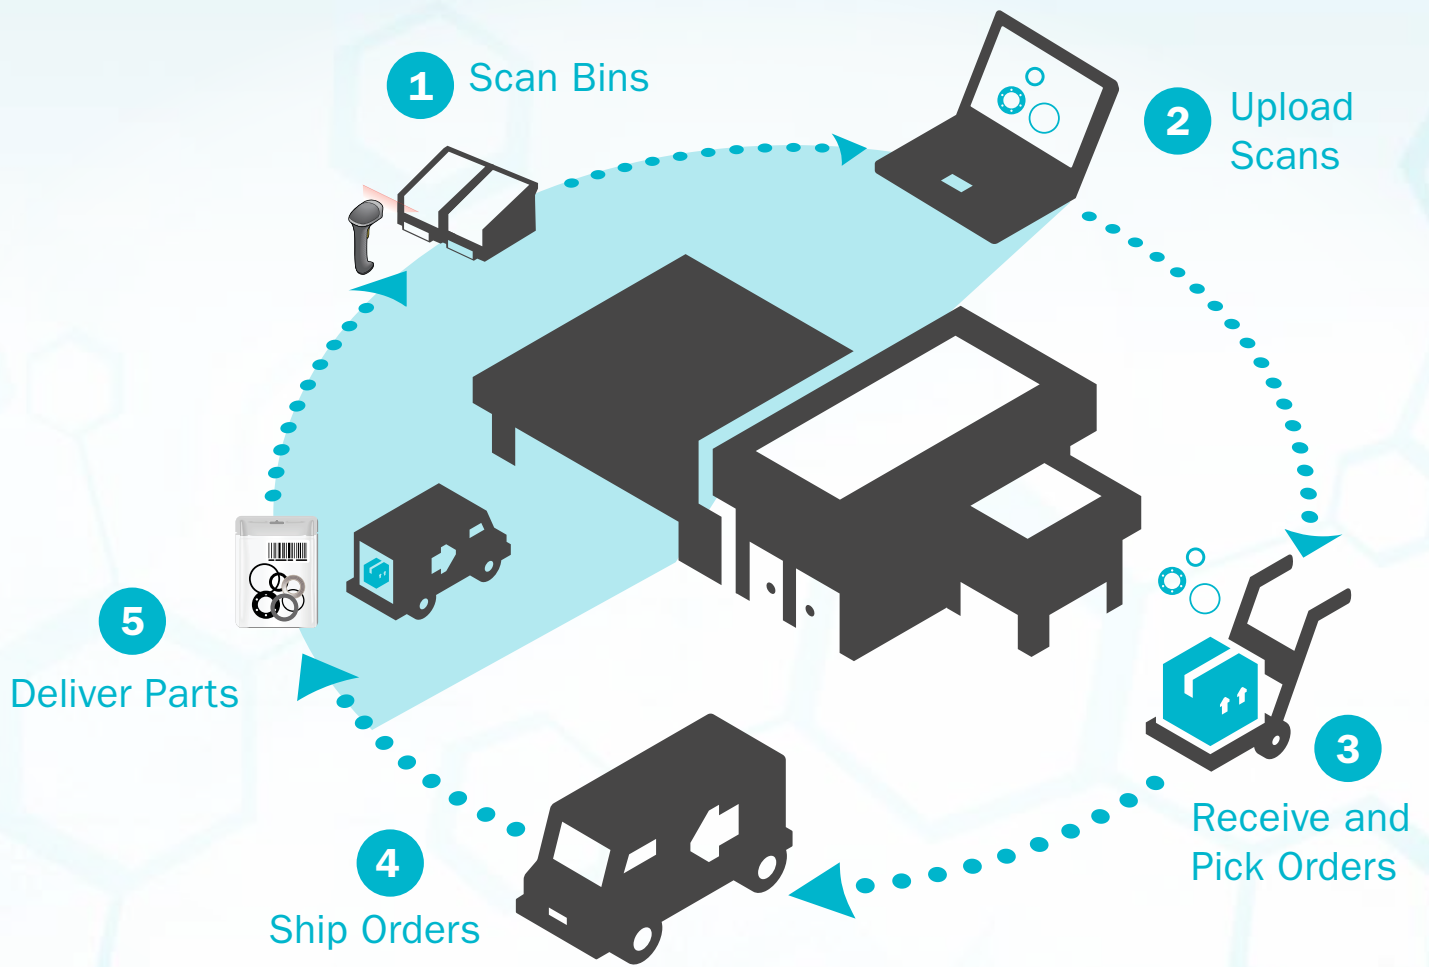 1 Scan Bins
2 Upload
Scans
3
Receive and
Pick Orders
4
Ship Orders
5
Deliver Parts